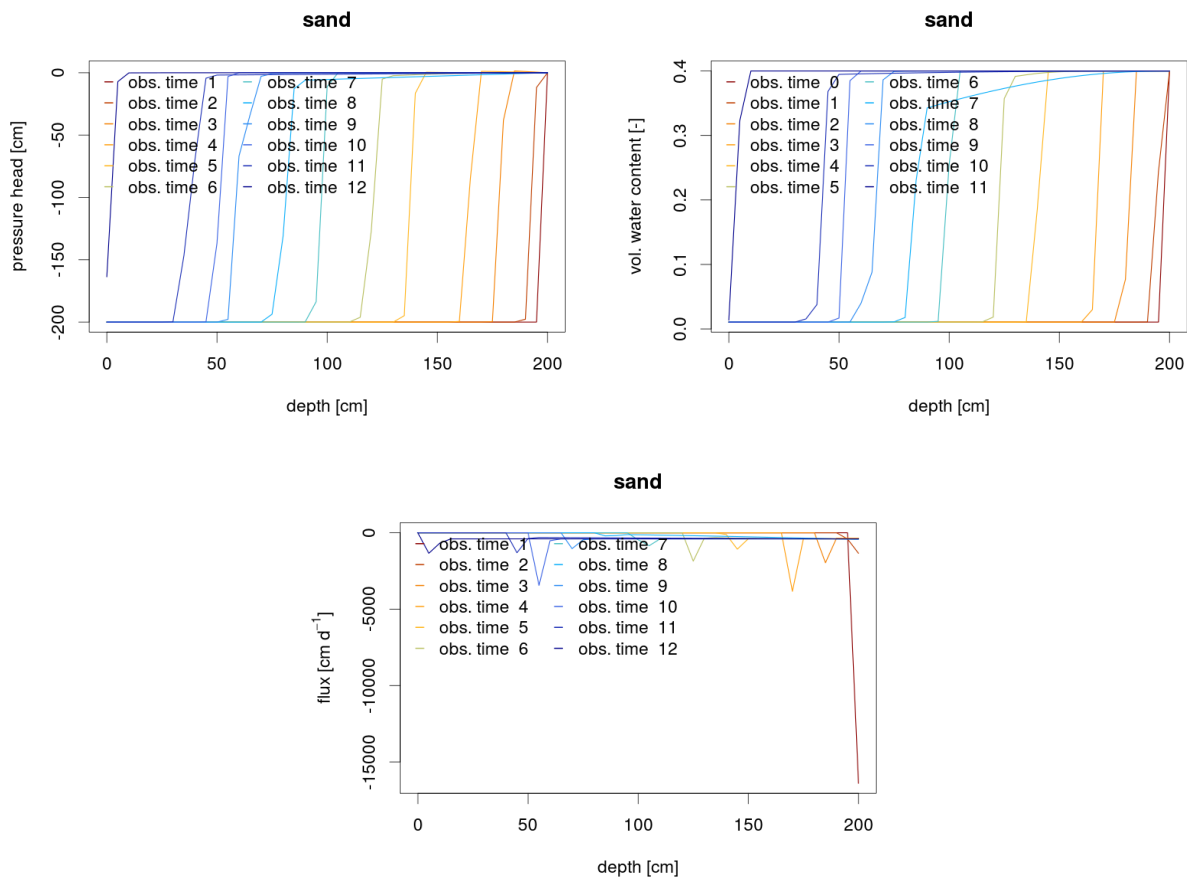 sand
pressure head [cm]
0
-50
-100
-150
-200
obs. time 1
obs. time 2
obs. time 3
obs. time 4
obs. time 5
obs. time 6
obs. time 7
obs. time 8
obs. time 9
obs. time 10
obs. time 11
obs. time 12
0 50 100 150 200
depth [cm]
sand
vol. water content [-]
0.4
0.3
0.2
0.1
0.0
obs. time 0
obs. time 1
obs. time 2
obs. time 3
obs. time 4
obs. time 5
obs. time 6
obs. time 7
obs. time 8
obs. time 9
obs. time 10
obs. time 11
0 50 100 150 200
depth [cm]
sand
flux [cm d⁻¹]
0
-5000
-10000
-15000
obs. time 1
obs. time 2
obs. time 3
obs. time 4
obs. time 5
obs. time 6
obs. time 7
obs. time 8
obs. time 9
obs. time 10
obs. time 11
obs. time 12
0 50 100 150 200
depth [cm]